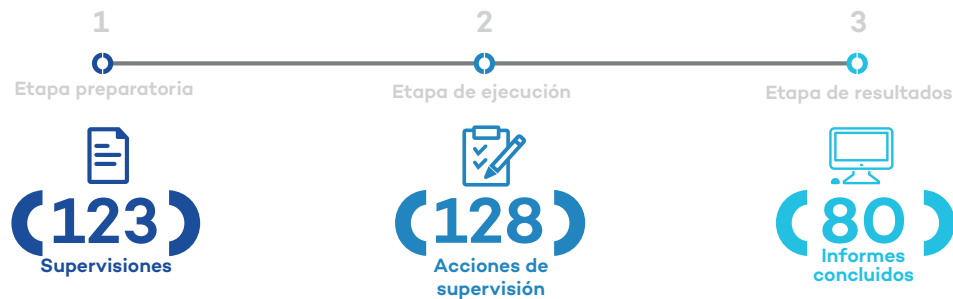 1
2
3
Etapa preparatoria
Etapa de ejecución
Etapa de resultados
123
Supervisiones
128
Acciones de
supervisión
80
Informes
concluidos